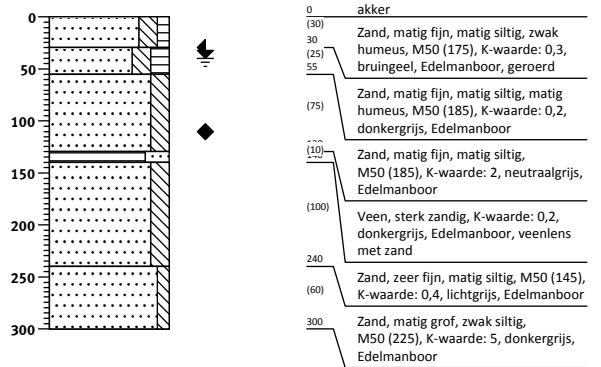 0
50
100
150
200
250
300
0 akker
(30)
Zand, matig fijn, matig siltig, zwak
humeus, M50 (175), K-waarde: 0,3,
bruingeel, Edelmanboor, geroerd
30
(25)
55
Zand, matig fijn, matig siltig, matig
humeus, M50 (185), K-waarde: 0,2,
donkergrijs, Edelmanboor
(75)
130
(10)
140
Zand, matig fijn, matig siltig,
M50 (185), K-waarde: 2, neutraalgrijs,
Edelmanboor
Veen, sterk zandig, K-waarde: 0,2,
donkergrijs, Edelmanboor, veenlens
met zand
(100)
240
Zand, zeer fijn, matig siltig, M50 (145),
K-waarde: 0,4, lichtgrijs, Edelmanboor
(60)
300
Zand, matig grof, zwak siltig,
M50 (225), K-waarde: 5, donkergrijs,
Edelmanboor